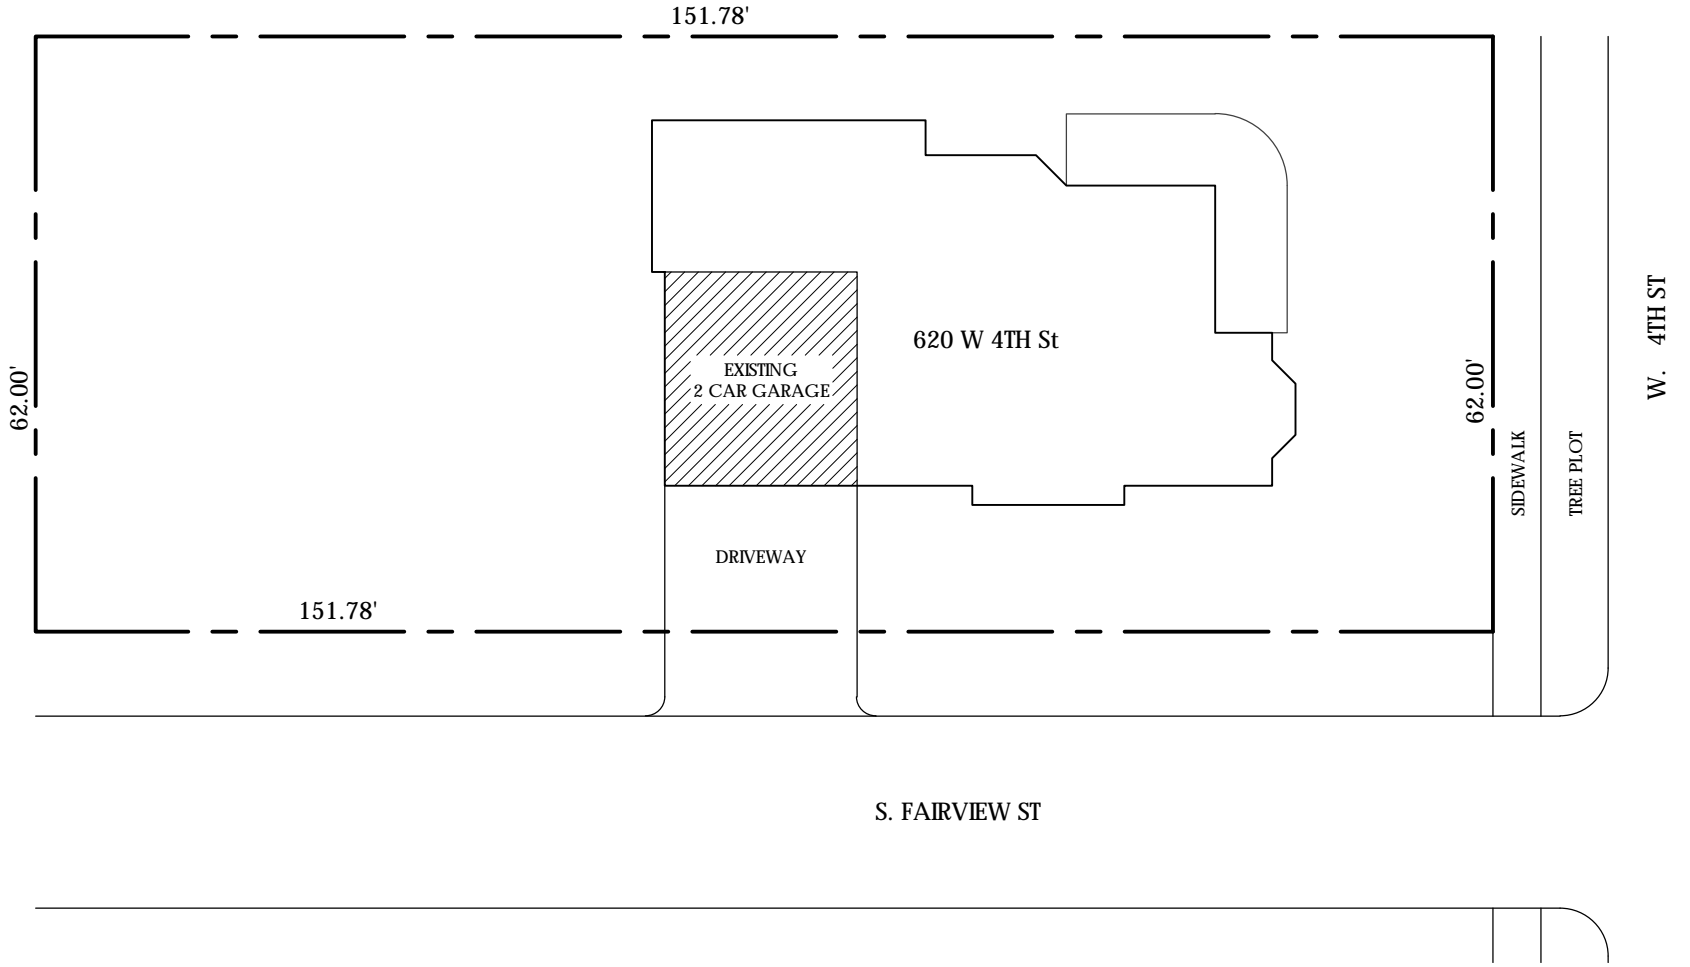 151.78'
620 W 4TH St
EXISTING
2 CAR GARAGE
62.00'
62.00'
W. 4TH ST
SIDEWALK
TREE PLOT
DRIVEWAY
151.78'
S. FAIRVIEW ST